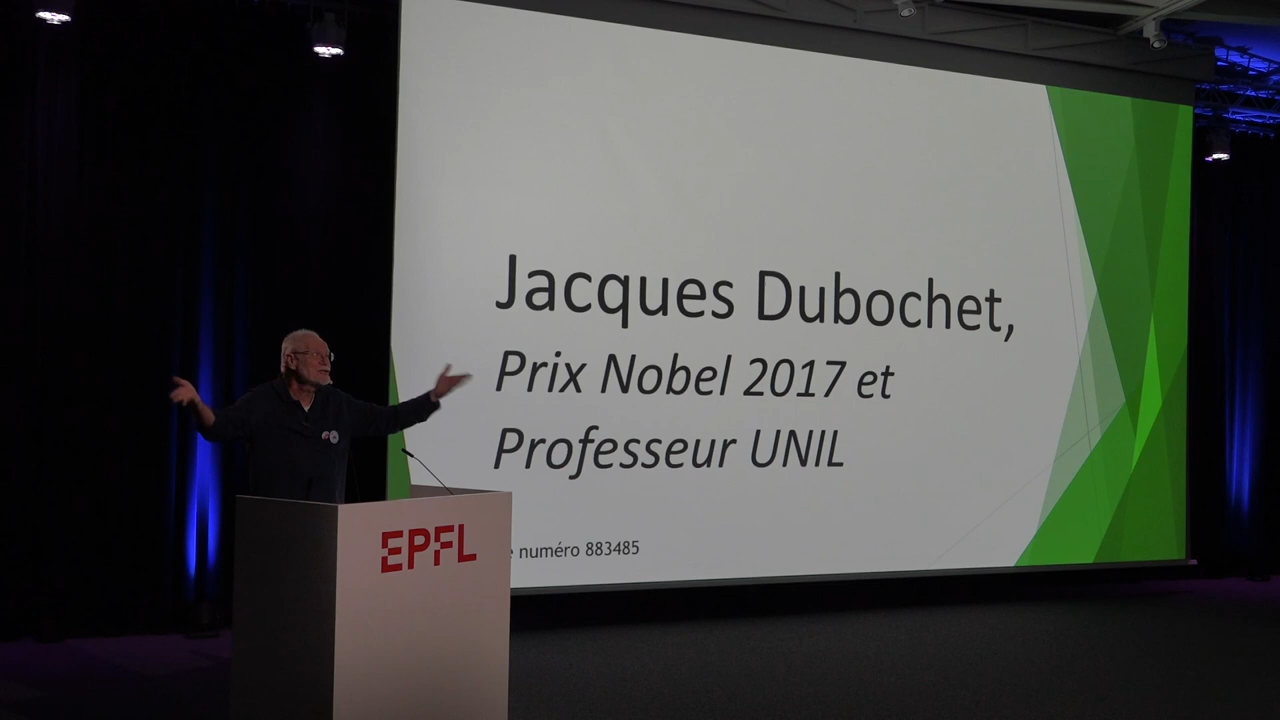 Jacques Dubochet,
Prix Nobel 2017 et
Professeur UNIL
numéro 883485
EPFL